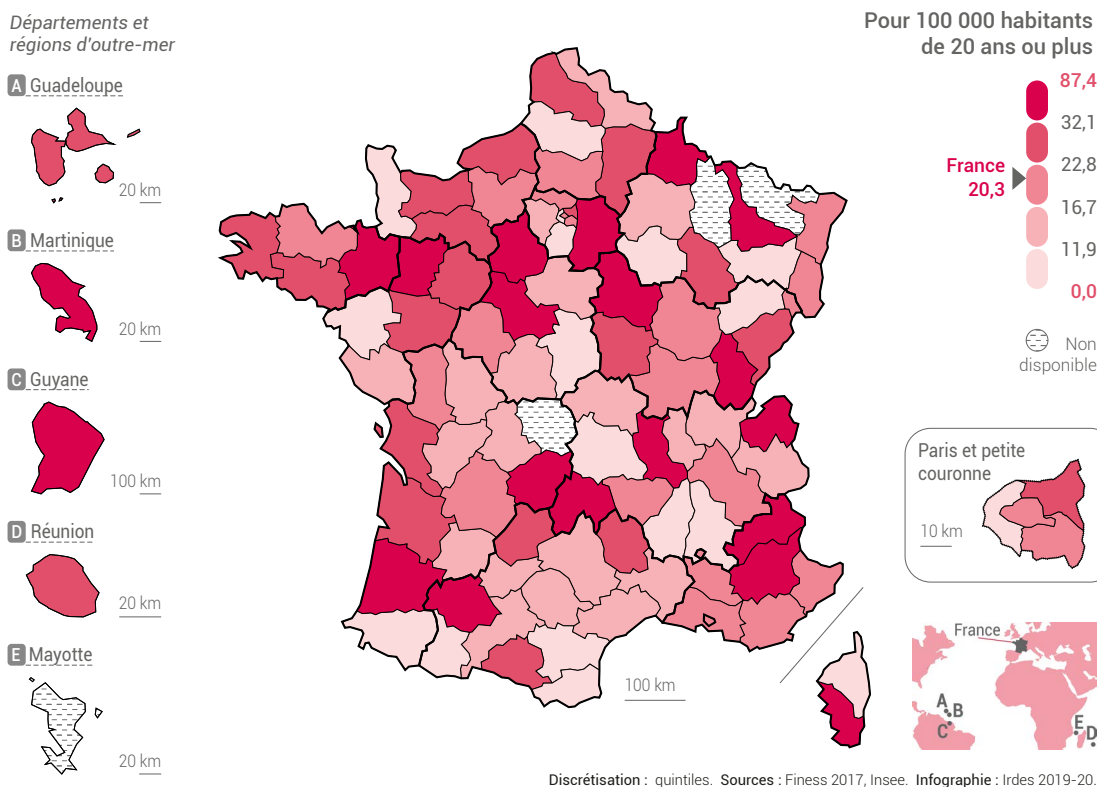 Départements et
régions d'outre-mer
A Guadeloupe
20 km
B Martinique
20 km
C Guyane
100 km
D Réunion
20 km
E Mayotte
20 km
100 km
Pour 100 000 habitants
de 20 ans ou plus
87,4
32,1
22,8
France
20,3
16,7
11,9
0,0
Non
disponible
Paris et petite
couronne
10 km
France
A
B
C
E
D
Discrétisation : quintiles. Sources : Finess 2017, Insee. Infographie : Irdes 2019-20.